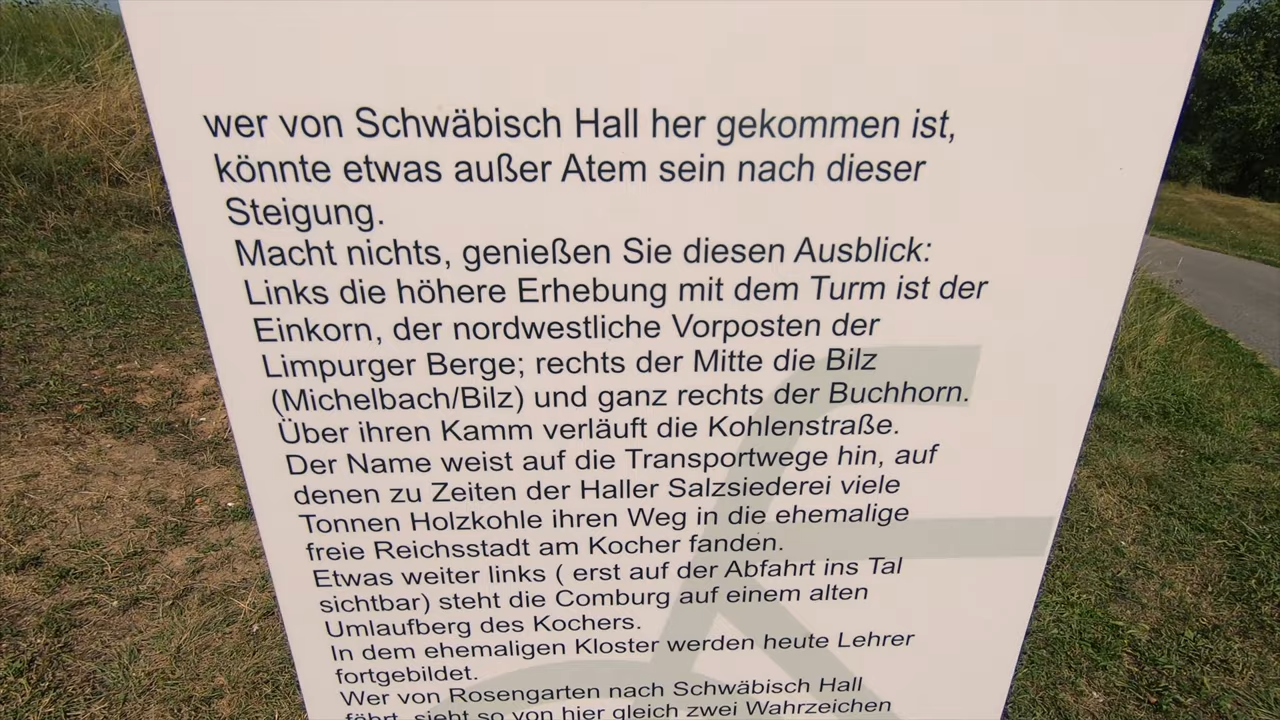 wer von Schwäbisch Hall her gekommen ist,
könnte etwas außer Atem sein nach dieser
Steigung.
Macht nichts, genießen Sie diesen Ausblick:
Links die höhere Erhebung mit dem Turm ist der
Einkorn, der nordwestliche Vorposten der
Limpurger Berge; rechts der Mitte die Bilz
(Michelbach/Bilz) und ganz rechts der Buchhorn.
Über ihren Kamm verläuft die Kohlenstraße.
Der Name weist auf die Transportwege hin, auf
denen zu Zeiten der Haller Salzsiederei viele
Tonnen Holzkohle ihren Weg in die ehemalige
freie Reichsstadt am Kocher fanden.
Etwas weiter links ( erst auf der Abfahrt ins Tal
sichtbar) steht die Comburg auf einem alten
Umlaufberg des Kochers.
In dem ehemaligen Kloster werden heute Lehrer
fortgebildet.
Wer von Rosengarten nach Schwäbisch Hall
fährt, sieht so von hier gleich zwei Wahrzeichen